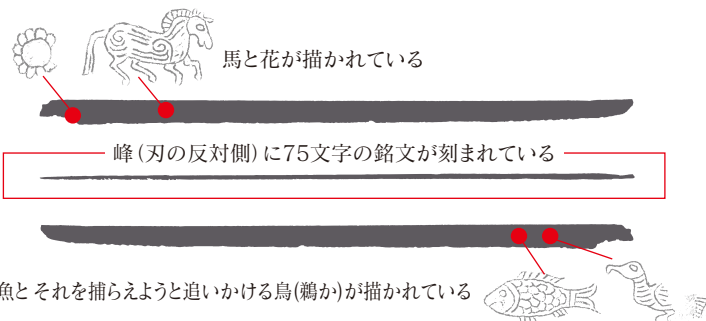 馬と花が描かれている
峰(刃の反対側)に75文字の銘文が刻まれている
魚とそれを捕らえようと追いかける鳥(鵜か)が描かれている